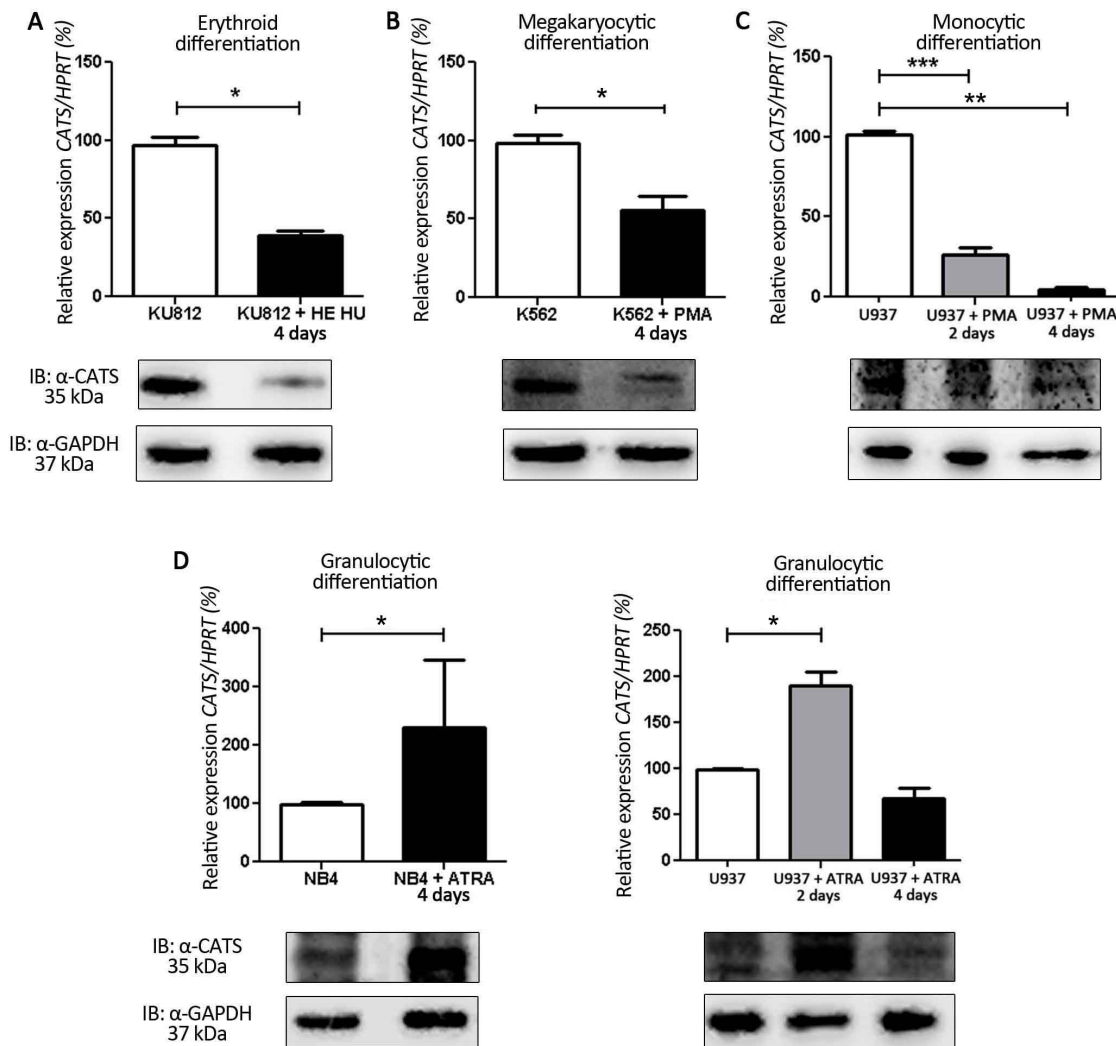 A
Erythroid
differentiation
Relative expression CATS/HPRT (%)
150
100
50
0
*
KU812
KU812 + HE HU
4 days
B
Megakaryocytic
differentiation
Relative expression CATS/HPRT (%)
150
100
50
0
*
K562
K562 + PMA
4 days
C
Monocytic
differentiation
Relative expression CATS/HPRT (%)
150
100
50
0
***
**
U937
U937 + PMA
2 days
U937 + PMA
4 days
IB: α-CATS
35 kDa
IB: α-GAPDH
37 kDa
D
Granulocytic
differentiation
Relative expression CATS/HPRT (%)
400
300
200
100
0
*
NB4
NB4 + ATRA
4 days
Granulocytic
differentiation
Relative expression CATS/HPRT (%)
250
200
150
100
50
0
*
U937
U937 + ATRA
2 days
U937 + ATRA
4 days
IB: α-CATS
35 kDa
IB: α-GAPDH
37 kDa